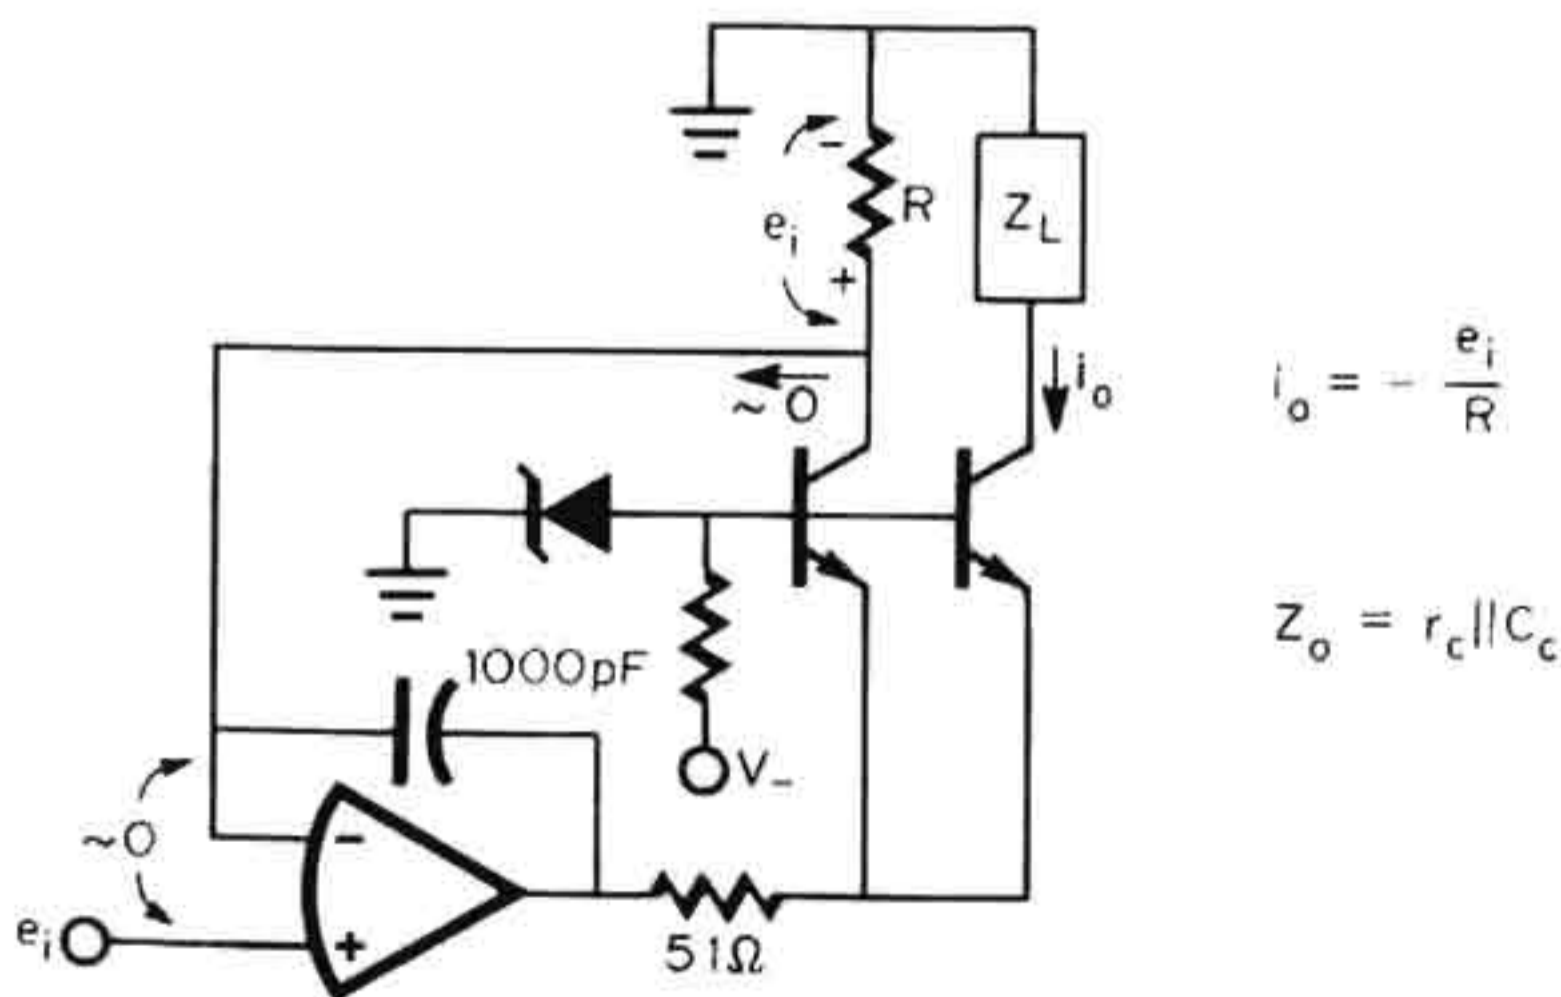 -
R
Z_L
e_i
+
~0
i_o
i_o = - e_i / R
1000pF
Z_o = r_c||C_c
V_-
~0
-
e_i
+
51Ω